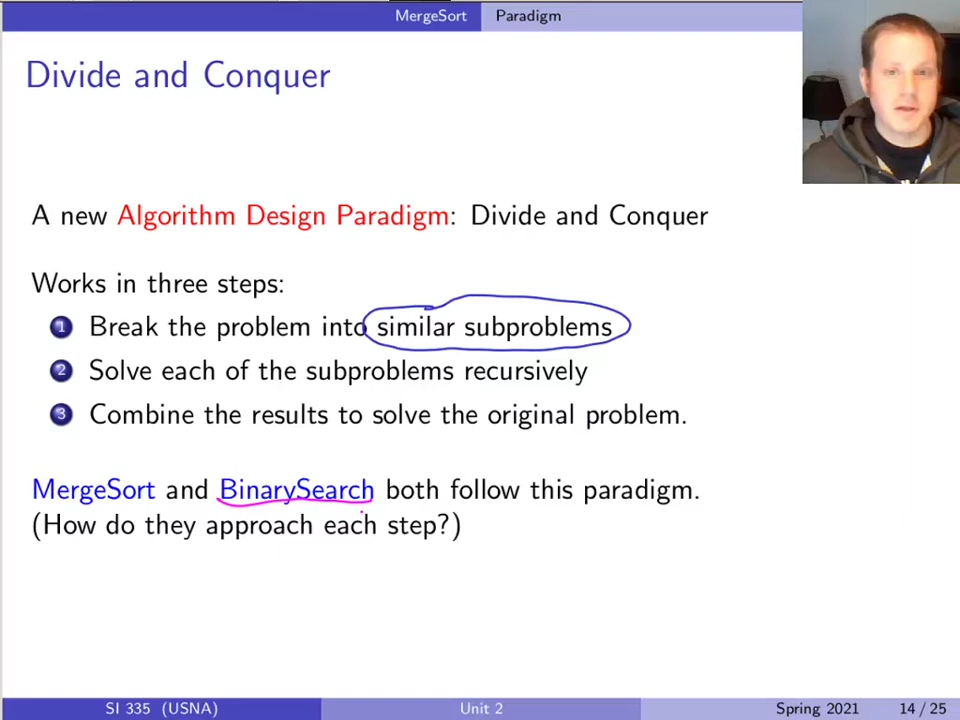 MergeSort Paradigm
Divide and Conquer
A new Algorithm Design Paradigm: Divide and Conquer
Works in three steps:
1 Break the problem into similar subproblems
2 Solve each of the subproblems recursively
3 Combine the results to solve the original problem.
MergeSort and BinarySearch both follow this paradigm.
(How do they approach each step?)
SI 335 (USNA) Unit 2 Spring 2021 14 / 25